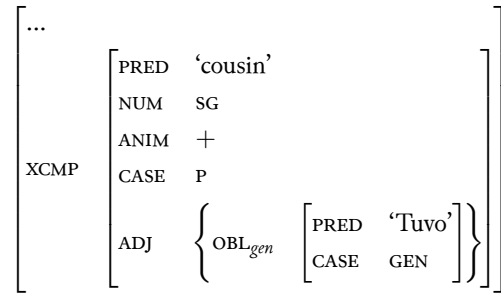 ...
PRED ‘cousin’
NUM SG
ANIM +
XCMP CASE P
ADJ { OBLgen [ PRED ‘Tuvo’
CASE GEN ] }